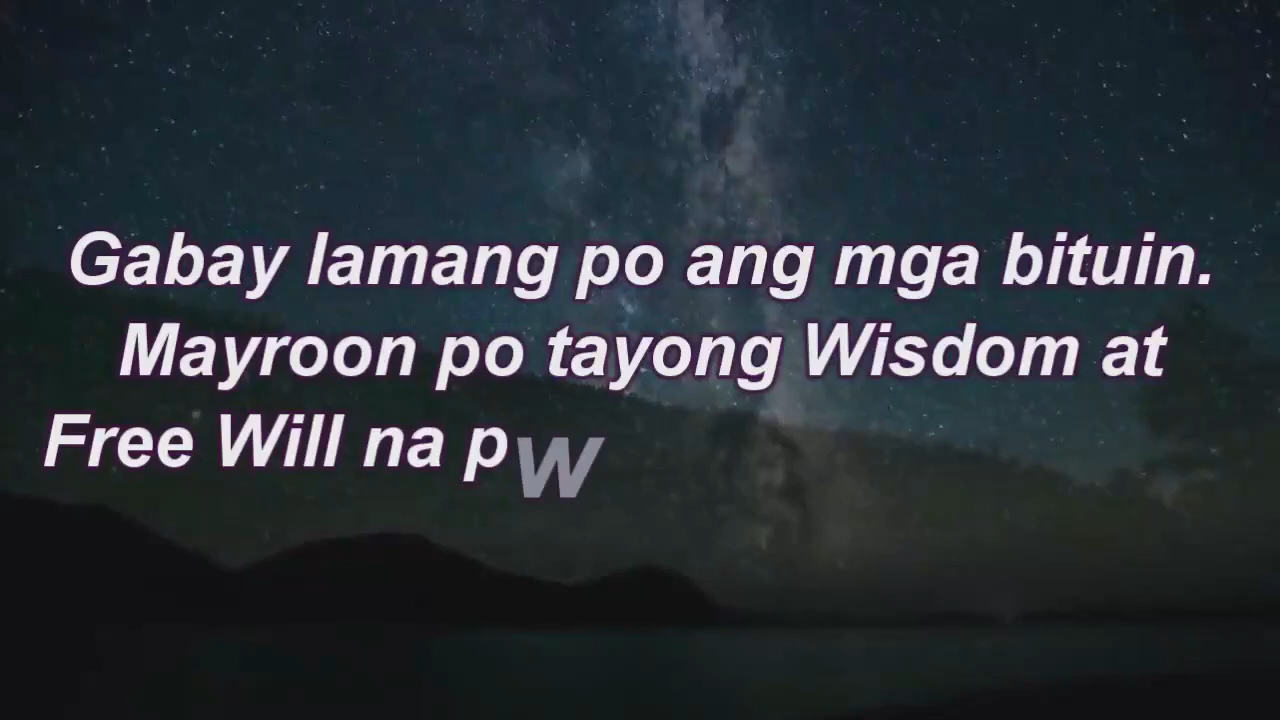 Gabay lamang po ang mga bituin.
Mayroon po tayong Wisdom at
Free Will na pw